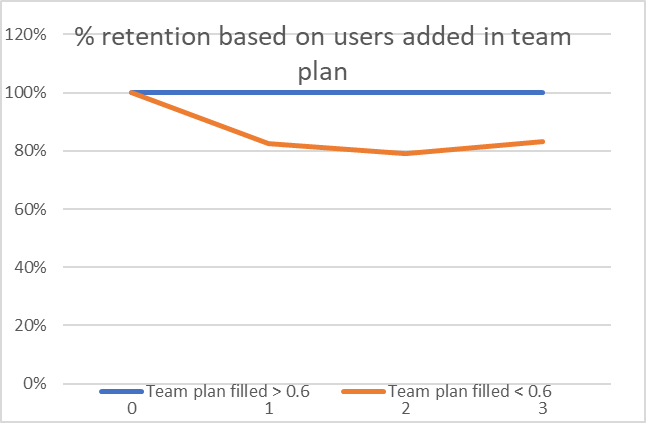 % retention based on users added in team
plan
120%
100%
80%
60%
40%
20%
0%
Team plan filled > 0.6 Team plan filled < 0.6
0 1 2 3